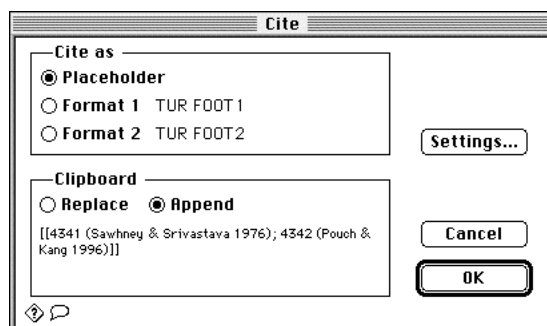 Cite
Cite as
Placeholder
Format 1 TUR FOOT1
Format 2 TUR FOOT2
Settings...
Clipboard
Replace Append
[[4341 (Sawhney & Srivastava 1976); 4342 (Pouch &
Kang 1996)]]
Cancel
OK
?